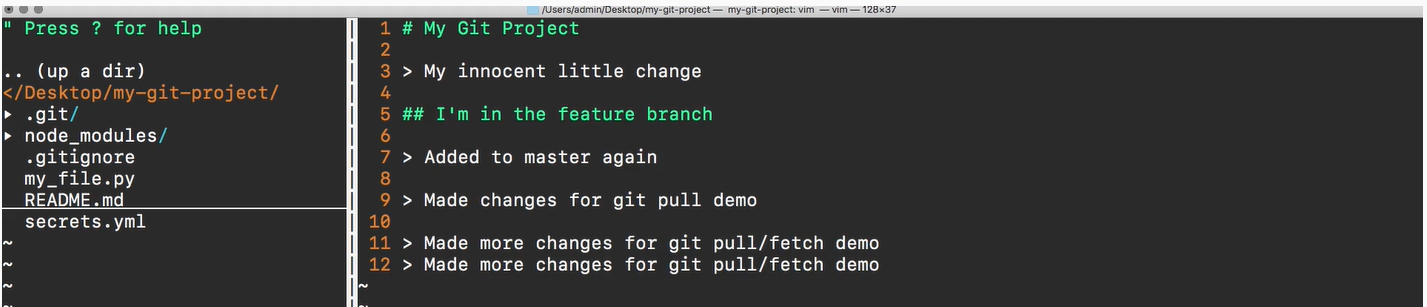 /Users/admin/Desktop/my-git-project — my-git-project: vim — vim — 128×37
" Press ? for help
.. (up a dir)
</Desktop/my-git-project/
▸ .git/
▸ node_modules/
.gitignore
my_file.py
README.md
secrets.yml
~
~
~
~
1 # My Git Project
2
3 > My innocent little change
4
5 ## I'm in the feature branch
6
7 > Added to master again
8
9 > Made changes for git pull demo
10
11 > Made more changes for git pull/fetch demo
12 > Made more changes for git pull/fetch demo
~
~